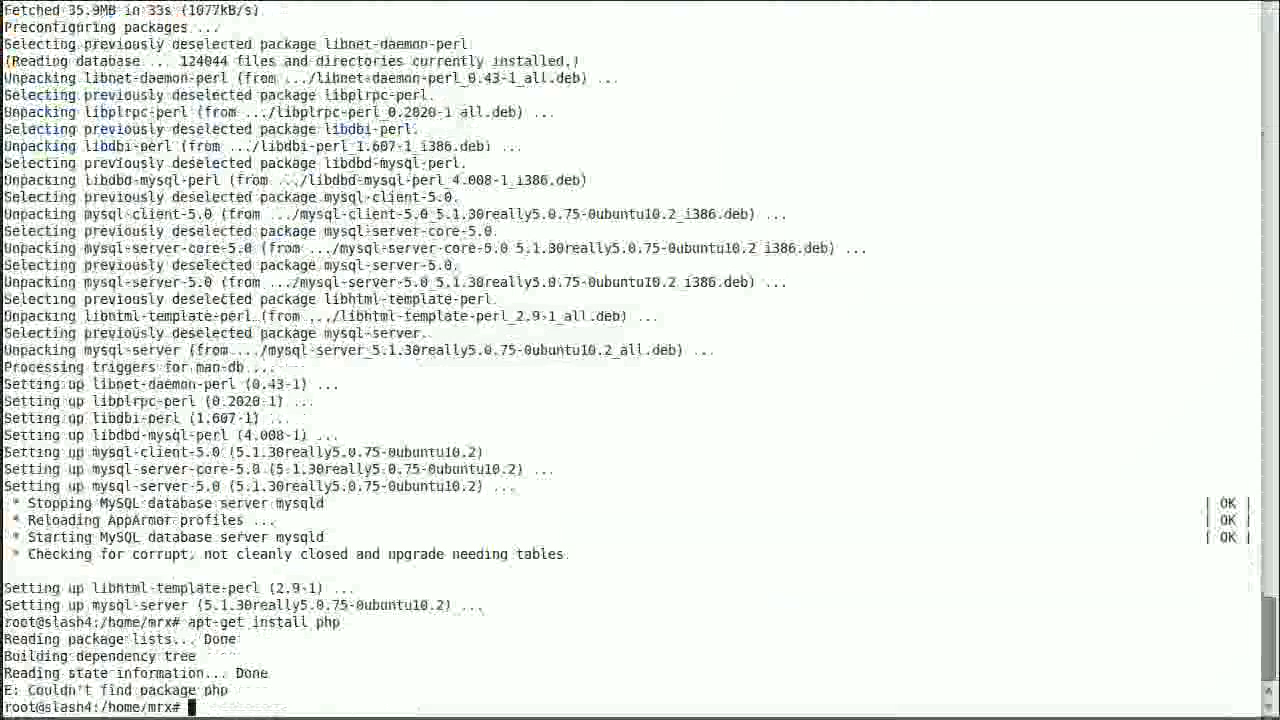 Fetched 35.9MB in 33s (1077kB/s)
Preconfiguring packages ...
Selecting previously deselected package libnet-daemon-perl.
(Reading database ... 124044 files and directories currently installed.)
Unpacking libnet-daemon-perl (from .../libnet-daemon-perl_0.43-1_all.deb) ...
Selecting previously deselected package libplrpc-perl.
Unpacking libplrpc-perl (from .../libplrpc-perl_0.2020-1_all.deb) ...
Selecting previously deselected package libdbi-perl.
Unpacking libdbi-perl (from .../libdbi-perl_1.607-1_i386.deb) ...
Selecting previously deselected package libdbd-mysql-perl.
Unpacking libdbd-mysql-perl (from .../libdbd-mysql-perl_4.008-1_i386.deb) ...
Selecting previously deselected package mysql-client-5.0.
Unpacking mysql-client-5.0 (from .../mysql-client-5.0_5.1.30really5.0.75-0ubuntu10.2_i386.deb) ...
Selecting previously deselected package mysql-server-core-5.0.
Unpacking mysql-server-core-5.0 (from .../mysql-server-core-5.0_5.1.30really5.0.75-0ubuntu10.2_i386.deb) ...
Selecting previously deselected package mysql-server-5.0.
Unpacking mysql-server-5.0 (from .../mysql-server-5.0_5.1.30really5.0.75-0ubuntu10.2_i386.deb) ...
Selecting previously deselected package libhtml-template-perl.
Unpacking libhtml-template-perl (from .../libhtml-template-perl_2.9-1_all.deb) ...
Selecting previously deselected package mysql-server.
Unpacking mysql-server (from .../mysql-server_5.1.30really5.0.75-0ubuntu10.2_all.deb) ...
Processing triggers for man-db ...
Setting up libnet-daemon-perl (0.43-1) ...
Setting up libplrpc-perl (0.2020-1) ...
Setting up libdbi-perl (1.607-1) ...
Setting up libdbd-mysql-perl (4.008-1) ...
Setting up mysql-client-5.0 (5.1.30really5.0.75-0ubuntu10.2) ...
Setting up mysql-server-core-5.0 (5.1.30really5.0.75-0ubuntu10.2) ...
Setting up mysql-server-5.0 (5.1.30really5.0.75-0ubuntu10.2) ...
* Stopping MySQL database server mysqld [ OK ]
* Reloading AppArmor profiles ... [ OK ]
* Starting MySQL database server mysqld [ OK ]
* Checking for corrupt, not cleanly closed and upgrade needing tables.
Setting up libhtml-template-perl (2.9-1) ...
Setting up mysql-server (5.1.30really5.0.75-0ubuntu10.2) ...
root@slash4:/home/mrx# apt-get install php
Reading package lists... Done
Building dependency tree
Reading state information... Done
E: Couldn't find package php
root@slash4:/home/mrx#